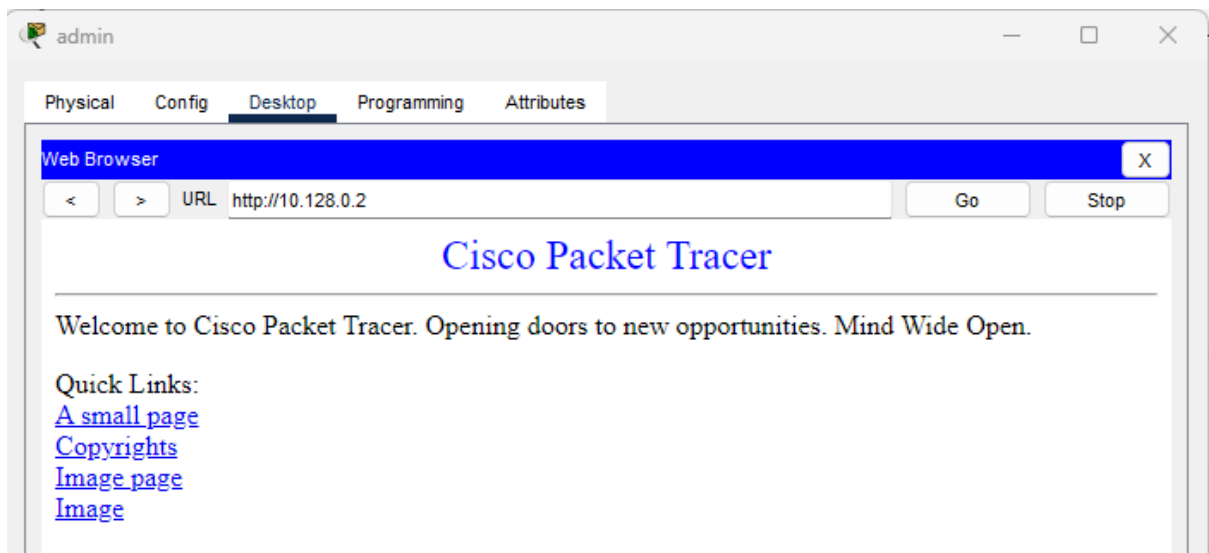 admin
Physical Config Desktop Programming Attributes
Web Browser X
< > URL http://10.128.0.2 Go Stop
Cisco Packet Tracer
Welcome to Cisco Packet Tracer. Opening doors to new opportunities. Mind Wide Open.
Quick Links:
A small page
Copyrights
Image page
Image